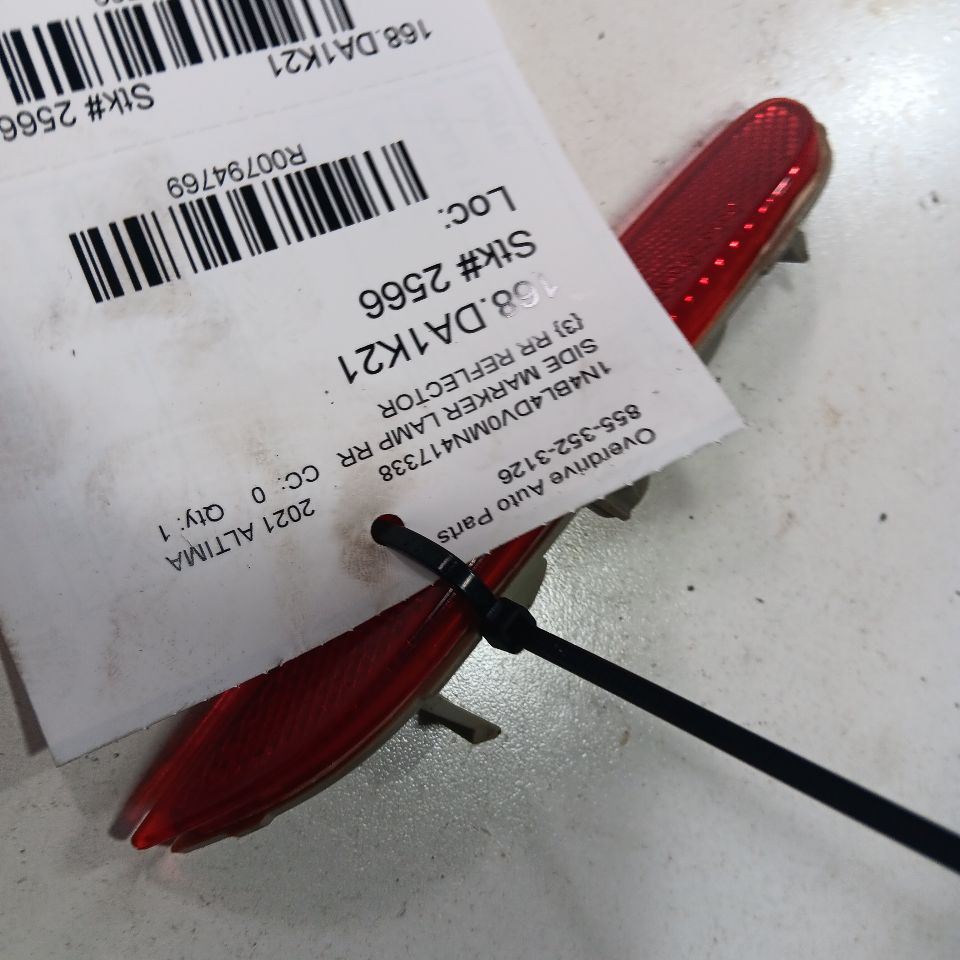 Overdrive Auto Parts
855-352-3126
2021 ALTIMA
1N4BL4DV0MN417338
CC: 0 Qty: 1
SIDE MARKER LAMP RR R
{3} RR REFLECTOR
168.DA1K21
Stk# 2566
Loc:
R00794769
Stk# 2566
168.DA1K21